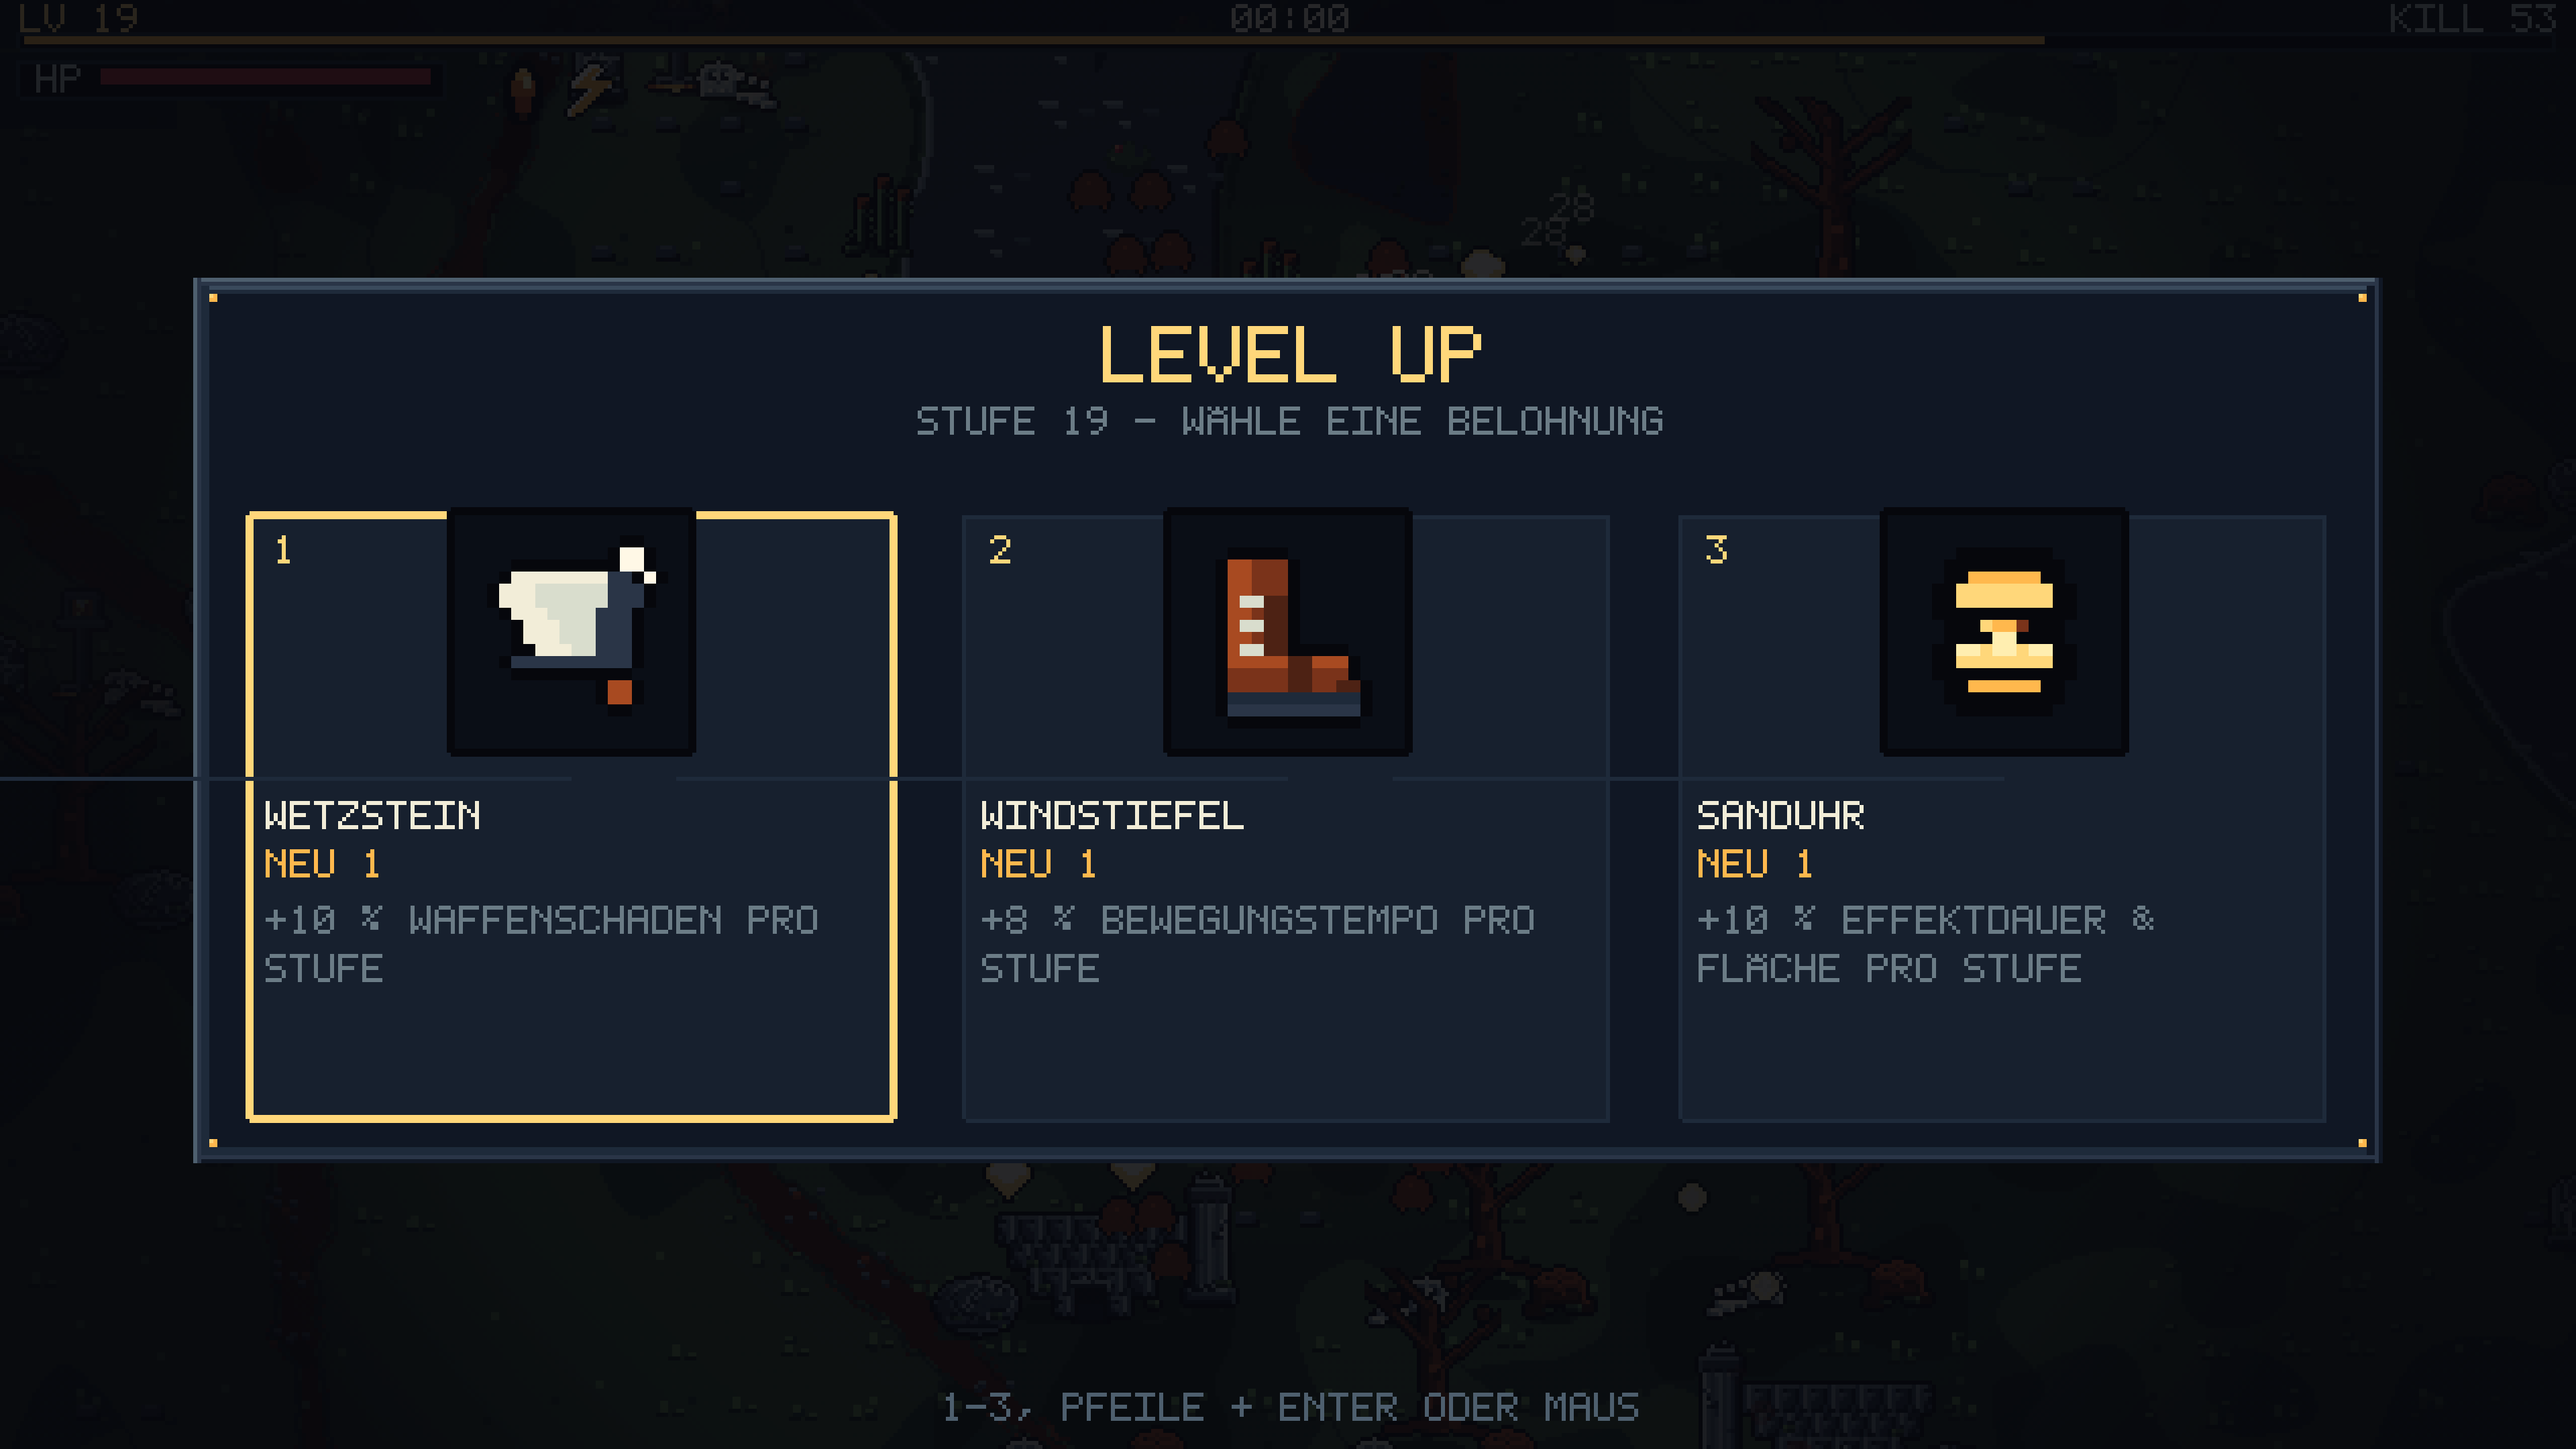 LV 19
00:00
KILL 53
HP
28
28
LEVEL UP
STUFE 19 – WÄHLE EINE BELOHNUNG
1
2
3
WETZSTEIN
NEU 1
+10 % WAFFENSCHADEN PRO
STUFE
WINDSTIEFEL
NEU 1
+8 % BEWEGUNGSTEMPO PRO
STUFE
SANDUHR
NEU 1
+10 % EFFEKTDAUER &
FLÄCHE PRO STUFE
1–3, PFEILE + ENTER ODER MAUS